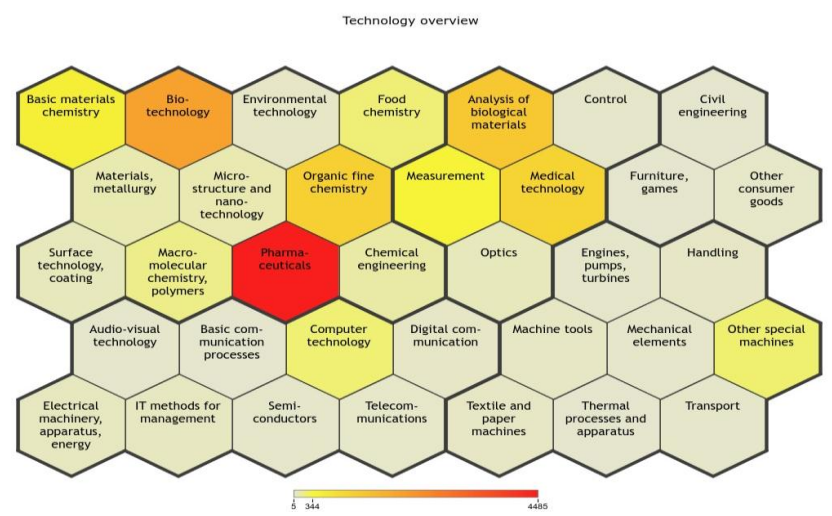 Technology overview
Basic materials
chemistry
Bio-
technology
Environmental
technology
Food
chemistry
Analysis of
biological
materials
Control
Civil
engineering
Materials,
metallurgy
Micro-
structure and
nano-
technology
Organic fine
chemistry
Measurement
Medical
technology
Furniture,
games
Other
consumer
goods
Surface
technology,
coating
Macro-
molecular
chemistry,
polymers
Pharma-
ceuticals
Chemical
engineering
Optics
Engines,
pumps,
turbines
Handling
Audio-visual
technology
Basic com-
munication
processes
Computer
technology
Digital com-
munication
Machine tools
Mechanical
elements
Other special
machines
Electrical
machinery,
apparatus,
energy
IT methods for
management
Semi-
conductors
Telecom-
munications
Textile and
paper
machines
Thermal
processes and
apparatus
Transport
5 344 4485